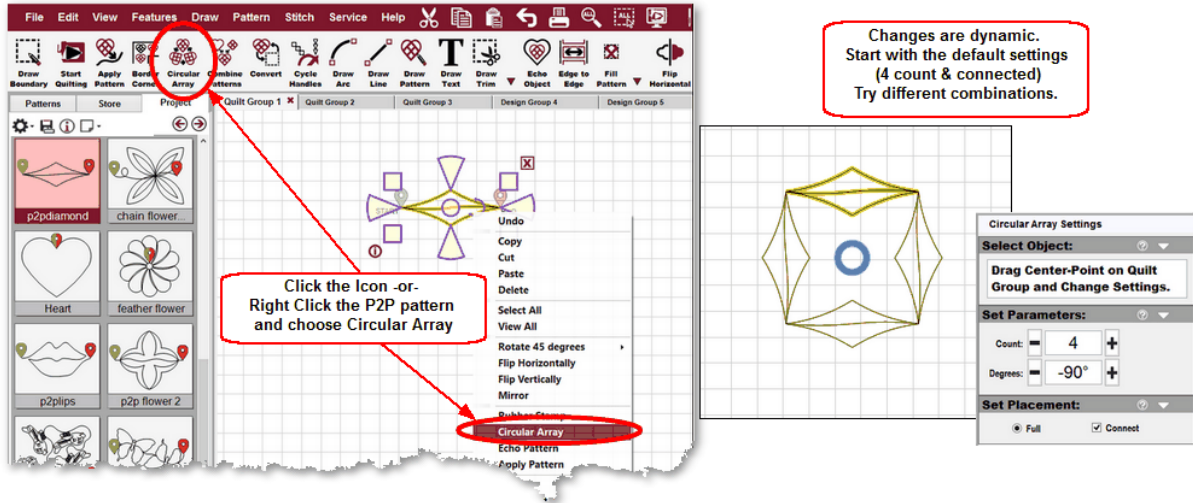 File Edit View Features Draw Pattern Stitch Service Help
ALL
ALL
Draw Boundary
Start Quilting
Apply Pattern
Border Corner
Circular Array
Combine Patterns
Convert
Cycle Handles
Draw Arc
Draw Line
Draw Pattern
T
Draw Text
Draw Trim
Echo Object
Edge to Edge
Fill Pattern
Flip Horizontal
Patterns Store Project
Quilt Group 1 Quilt Group 2 Quilt Group 3 Design Group 4 Design Group 5
p2pdiamond
chain flower...
Heart
feather flower
p2plips
p2p flower 2
START
X
Undo
Copy
Cut
Paste
Delete
Select All
View All
Rotate 45 degrees
Flip Horizontally
Flip Vertically
Mirror
Rubber Stamp
Circular Array
Echo Pattern
Apply Pattern
Click the Icon -or-
Right Click the P2P pattern
and choose Circular Array
Changes are dynamic.
Start with the default settings
(4 count & connected)
Try different combinations.
Circular Array Settings
Select Object:
Drag Center-Point on Quilt
Group and Change Settings.
Set Parameters:
Count: 4
Degrees: -90°
Set Placement:
Full Connect